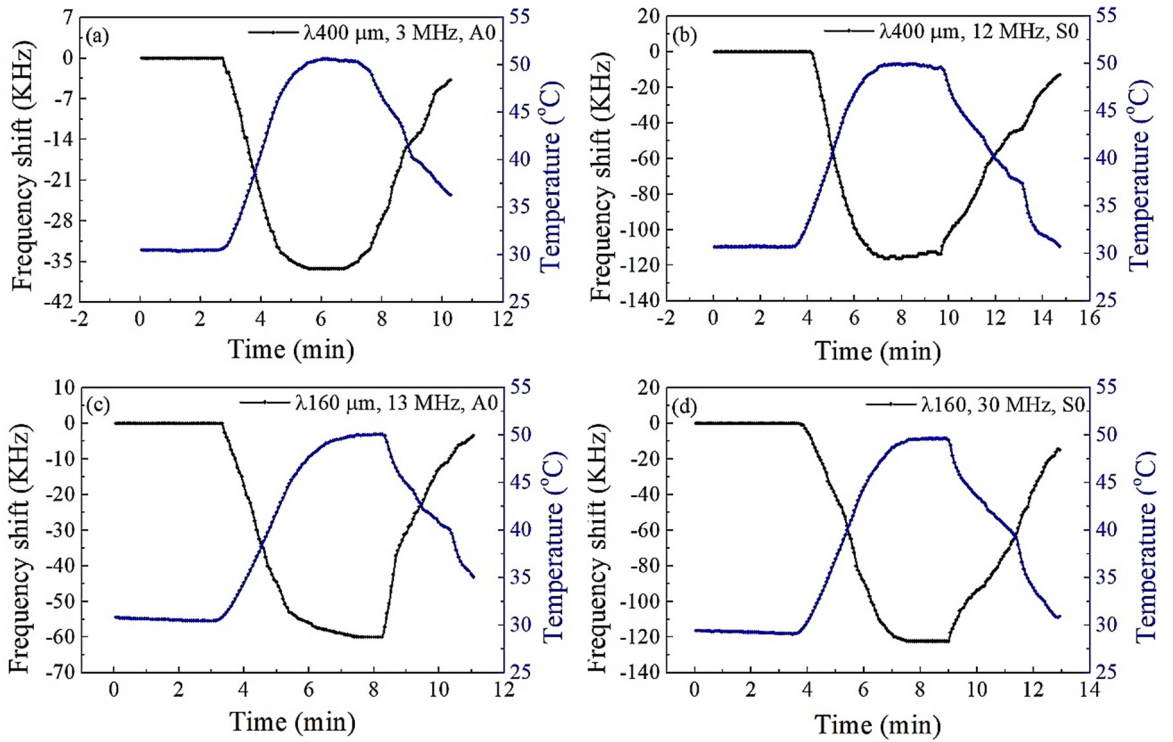 (a)
λ400 μm, 3 MHz, A0
Frequency shift (KHz)
7
0
-7
-14
-21
-28
-35
-42
Temperature (°C)
55
50
45
40
35
30
25
-2 0 2 4 6 8 10 12
Time (min)
(b)
λ400 μm, 12 MHz, S0
Frequency shift (KHz)
20
0
-20
-40
-60
-80
-100
-120
-140
Temperature (°C)
55
50
45
40
35
30
25
-2 0 2 4 6 8 10 12 14 16
Time (min)
(c)
λ160 μm, 13 MHz, A0
Frequency shift (KHz)
10
0
-10
-20
-30
-40
-50
-60
-70
Temperature (°C)
55
50
45
40
35
30
25
0 2 4 6 8 10 12
Time (min)
(d)
λ160, 30 MHz, S0
Frequency shift (KHz)
20
0
-20
-40
-60
-80
-100
-120
-140
Temperature (°C)
55
50
45
40
35
30
25
0 2 4 6 8 10 12 14
Time (min)